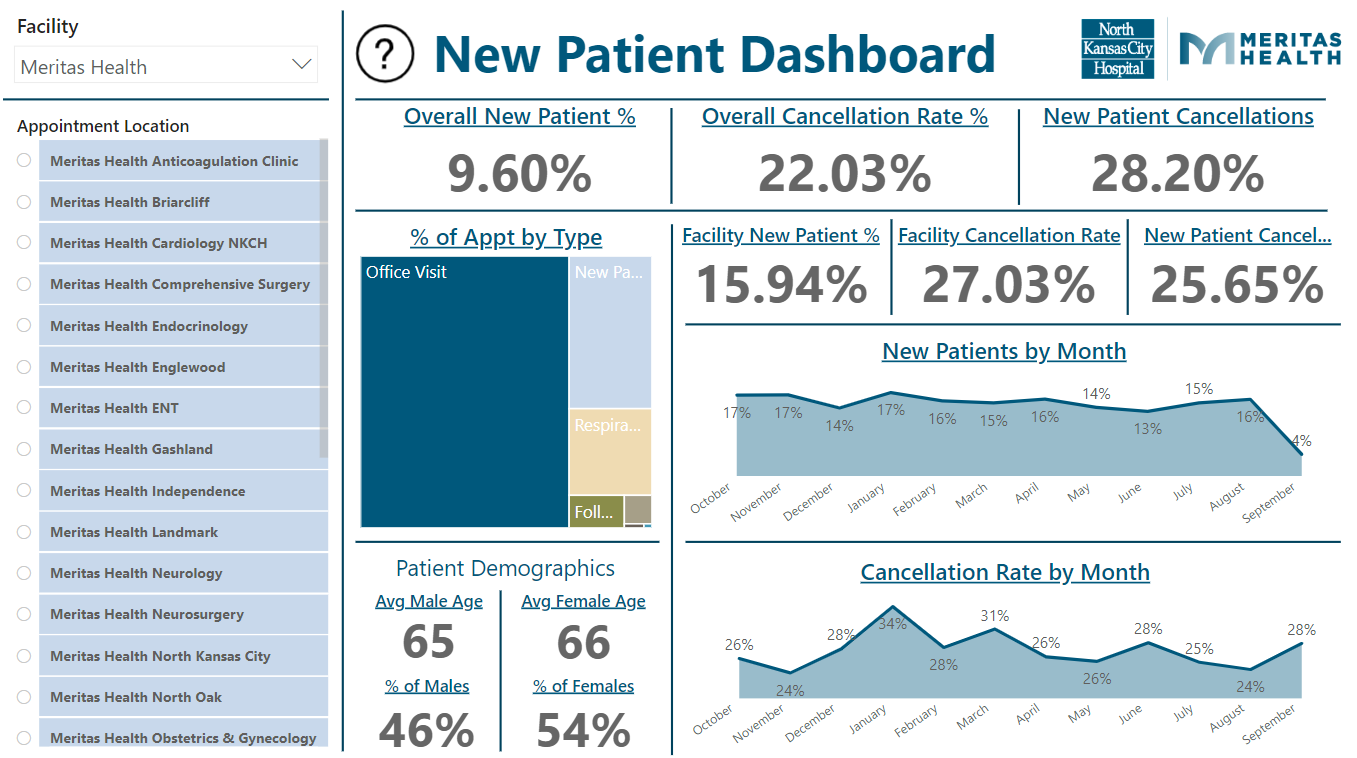 Facility
Meritas Health
Appointment Location
Meritas Health Anticoagulation Clinic
Meritas Health Briarcliff
Meritas Health Cardiology NKCH
Meritas Health Comprehensive Surgery
Meritas Health Endocrinology
Meritas Health Englewood
Meritas Health ENT
Meritas Health Gashland
Meritas Health Independence
Meritas Health Landmark
Meritas Health Neurology
Meritas Health Neurosurgery
Meritas Health North Kansas City
Meritas Health North Oak
Meritas Health Obstetrics & Gynecology
? New Patient Dashboard
North
Kansas City
Hospital
MERITAS
HEALTH
Overall New Patient %
9.60%
Overall Cancellation Rate %
22.03%
New Patient Cancellations
28.20%
% of Appt by Type
Office Visit
New Pa...
Respira...
Foll...
Facility New Patient %
15.94%
Facility Cancellation Rate
27.03%
New Patient Cancel...
25.65%
New Patients by Month
17% 17% 14% 17% 16% 15% 16% 14% 13% 15% 16% 4%
October November December January February March April May June July August September
Patient Demographics
Avg Male Age
65
Avg Female Age
66
% of Males
46%
% of Females
54%
Cancellation Rate by Month
26% 24% 28% 34% 28% 31% 26% 26% 28% 25% 24% 28%
October November December January February March April May June July August September